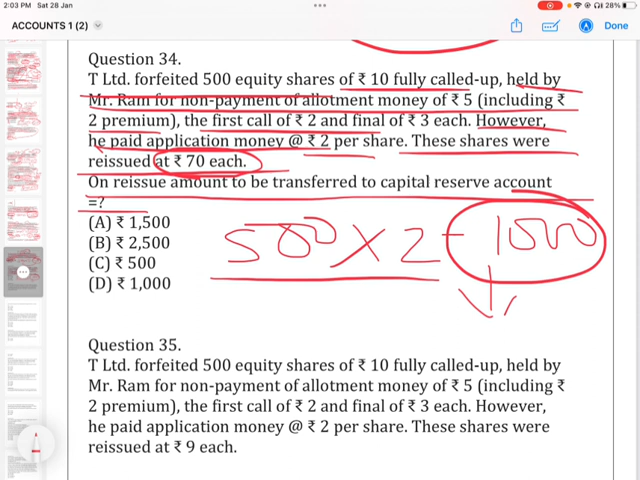 2:03 PM Sat 28 Jan
28%
ACCOUNTS 1 (2)
Done
Question 34.
T Ltd. forfeited 500 equity shares of ₹ 10 fully called-up, held by
Mr. Ram for non-payment of allotment money of ₹ 5 (including ₹
2 premium), the first call of ₹ 2 and final of ₹ 3 each. However,
he paid application money @ ₹ 2 per share. These shares were
reissued at ₹ 70 each.
On reissue amount to be transferred to capital reserve account
=?
(A) ₹ 1,500
(B) ₹ 2,500
(C) ₹ 500
(D) ₹ 1,000
500 X 2 - 1000
Question 35.
T Ltd. forfeited 500 equity shares of ₹ 10 fully called-up, held by
Mr. Ram for non-payment of allotment money of ₹ 5 (including ₹
2 premium), the first call of ₹ 2 and final of ₹ 3 each. However,
he paid application money @ ₹ 2 per share. These shares were
reissued at ₹ 9 each.